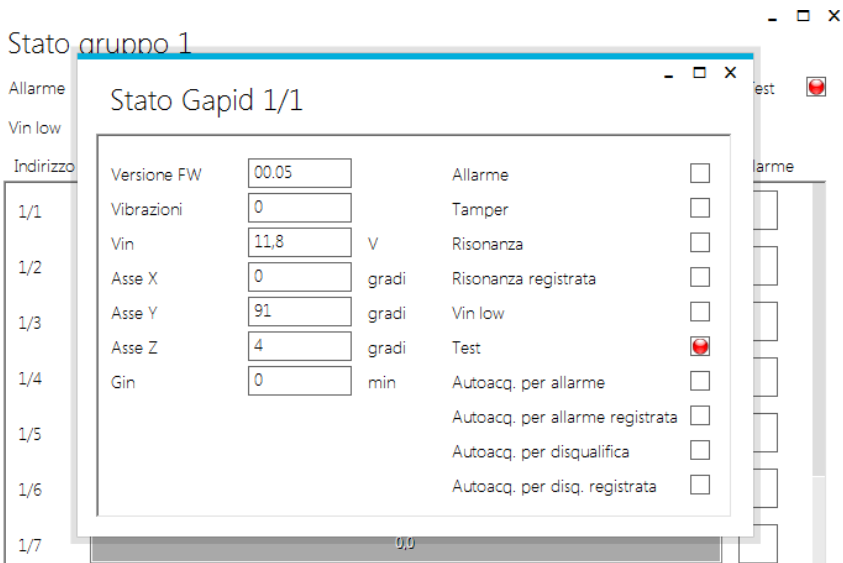 Stato gruppo 1
Allarme
est
Vin low
Indirizzo
larme
1/1
1/2
1/3
1/4
1/5
1/6
1/7
0,0
Stato Gapid 1/1
Versione FW 00.05
Vibrazioni 0
Vin 11,8 V
Asse X 0 gradi
Asse Y 91 gradi
Asse Z 4 gradi
Gin 0 min
Allarme
Tamper
Risonanza
Risonanza registrata
Vin low
Test
Autoacq. per allarme
Autoacq. per allarme registrata
Autoacq. per disqualifica
Autoacq. per disq. registrata